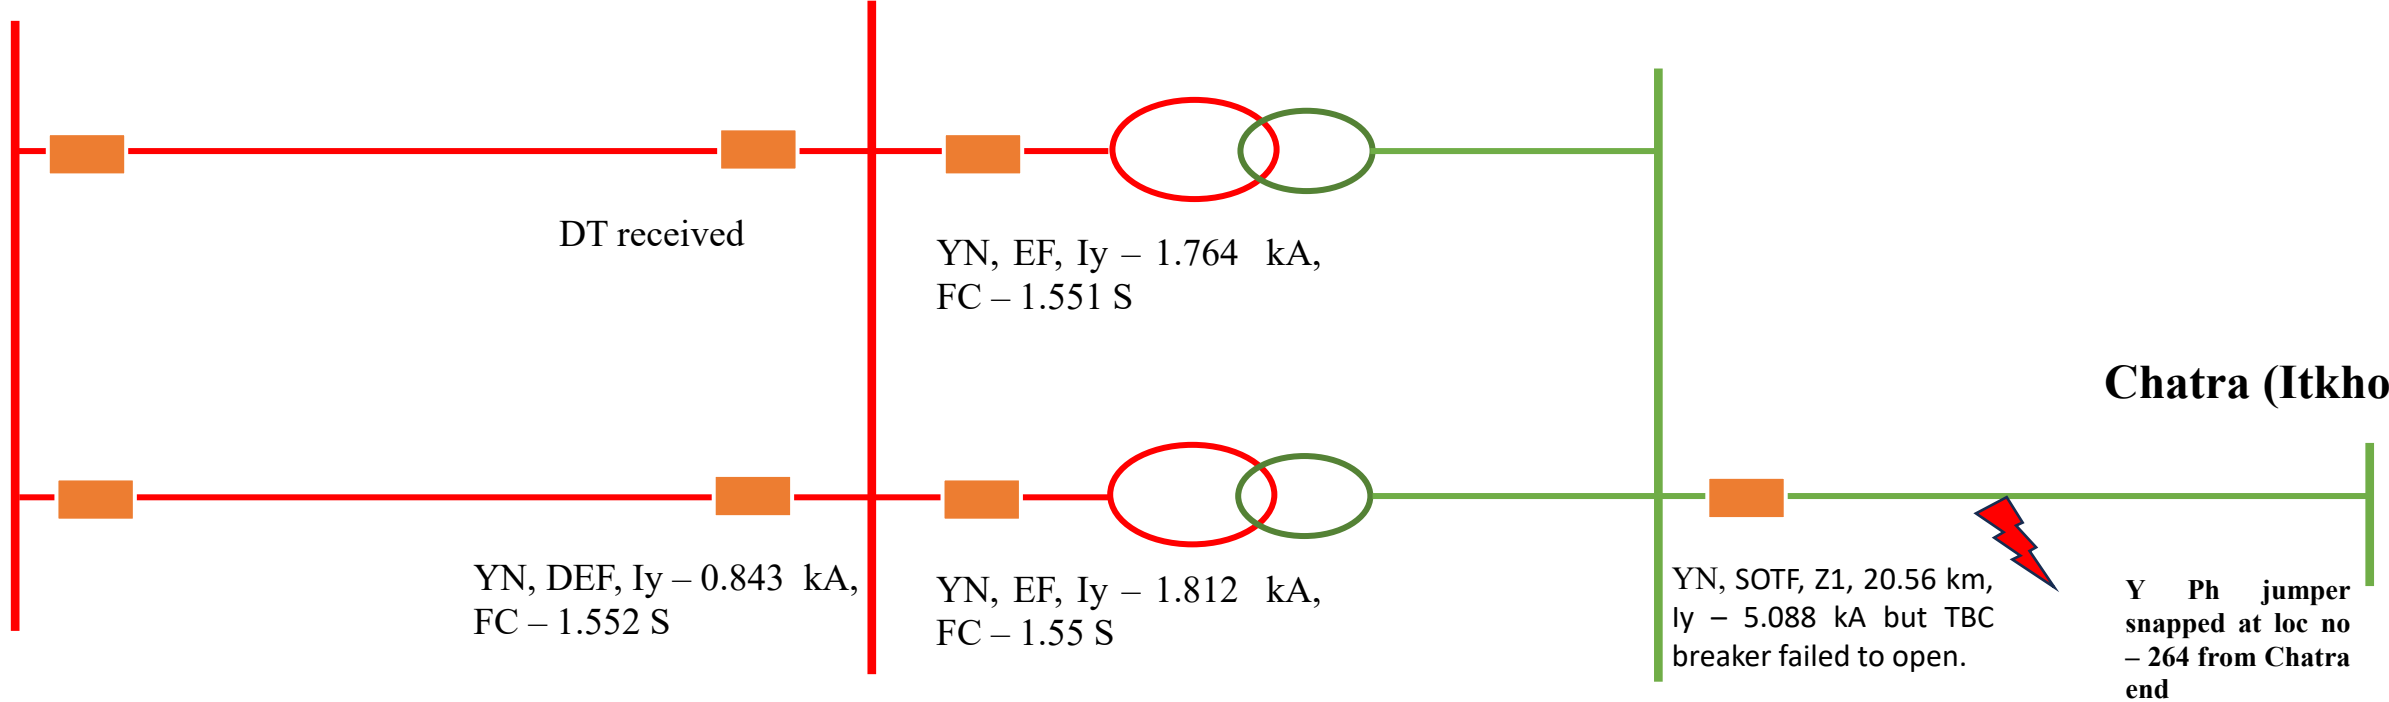 DT received
YN, EF, Iy – 1.764 kA,
FC – 1.551 S
Chatra (Itkho
YN, DEF, Iy – 0.843 kA,
FC – 1.552 S
YN, EF, Iy – 1.812 kA,
FC – 1.55 S
YN, SOTF, Z1, 20.56 km,
Iy – 5.088 kA but TBC
breaker failed to open.
Y Ph jumper
snapped at loc no
– 264 from Chatra
end